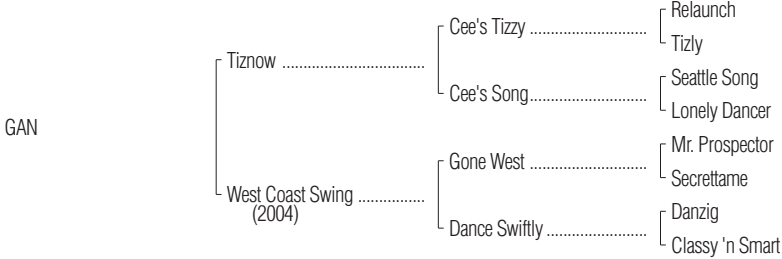 Relaunch
Cee's Tizzy ............................
Tizly
Tiznow ..................................
Seattle Song
Cee's Song............................
Lonely Dancer
GAN
Mr. Prospector
Gone West ............................
Secrettame
West Coast Swing ................
(2004)
Danzig
Dance Swiftly ........................
Classy 'n Smart